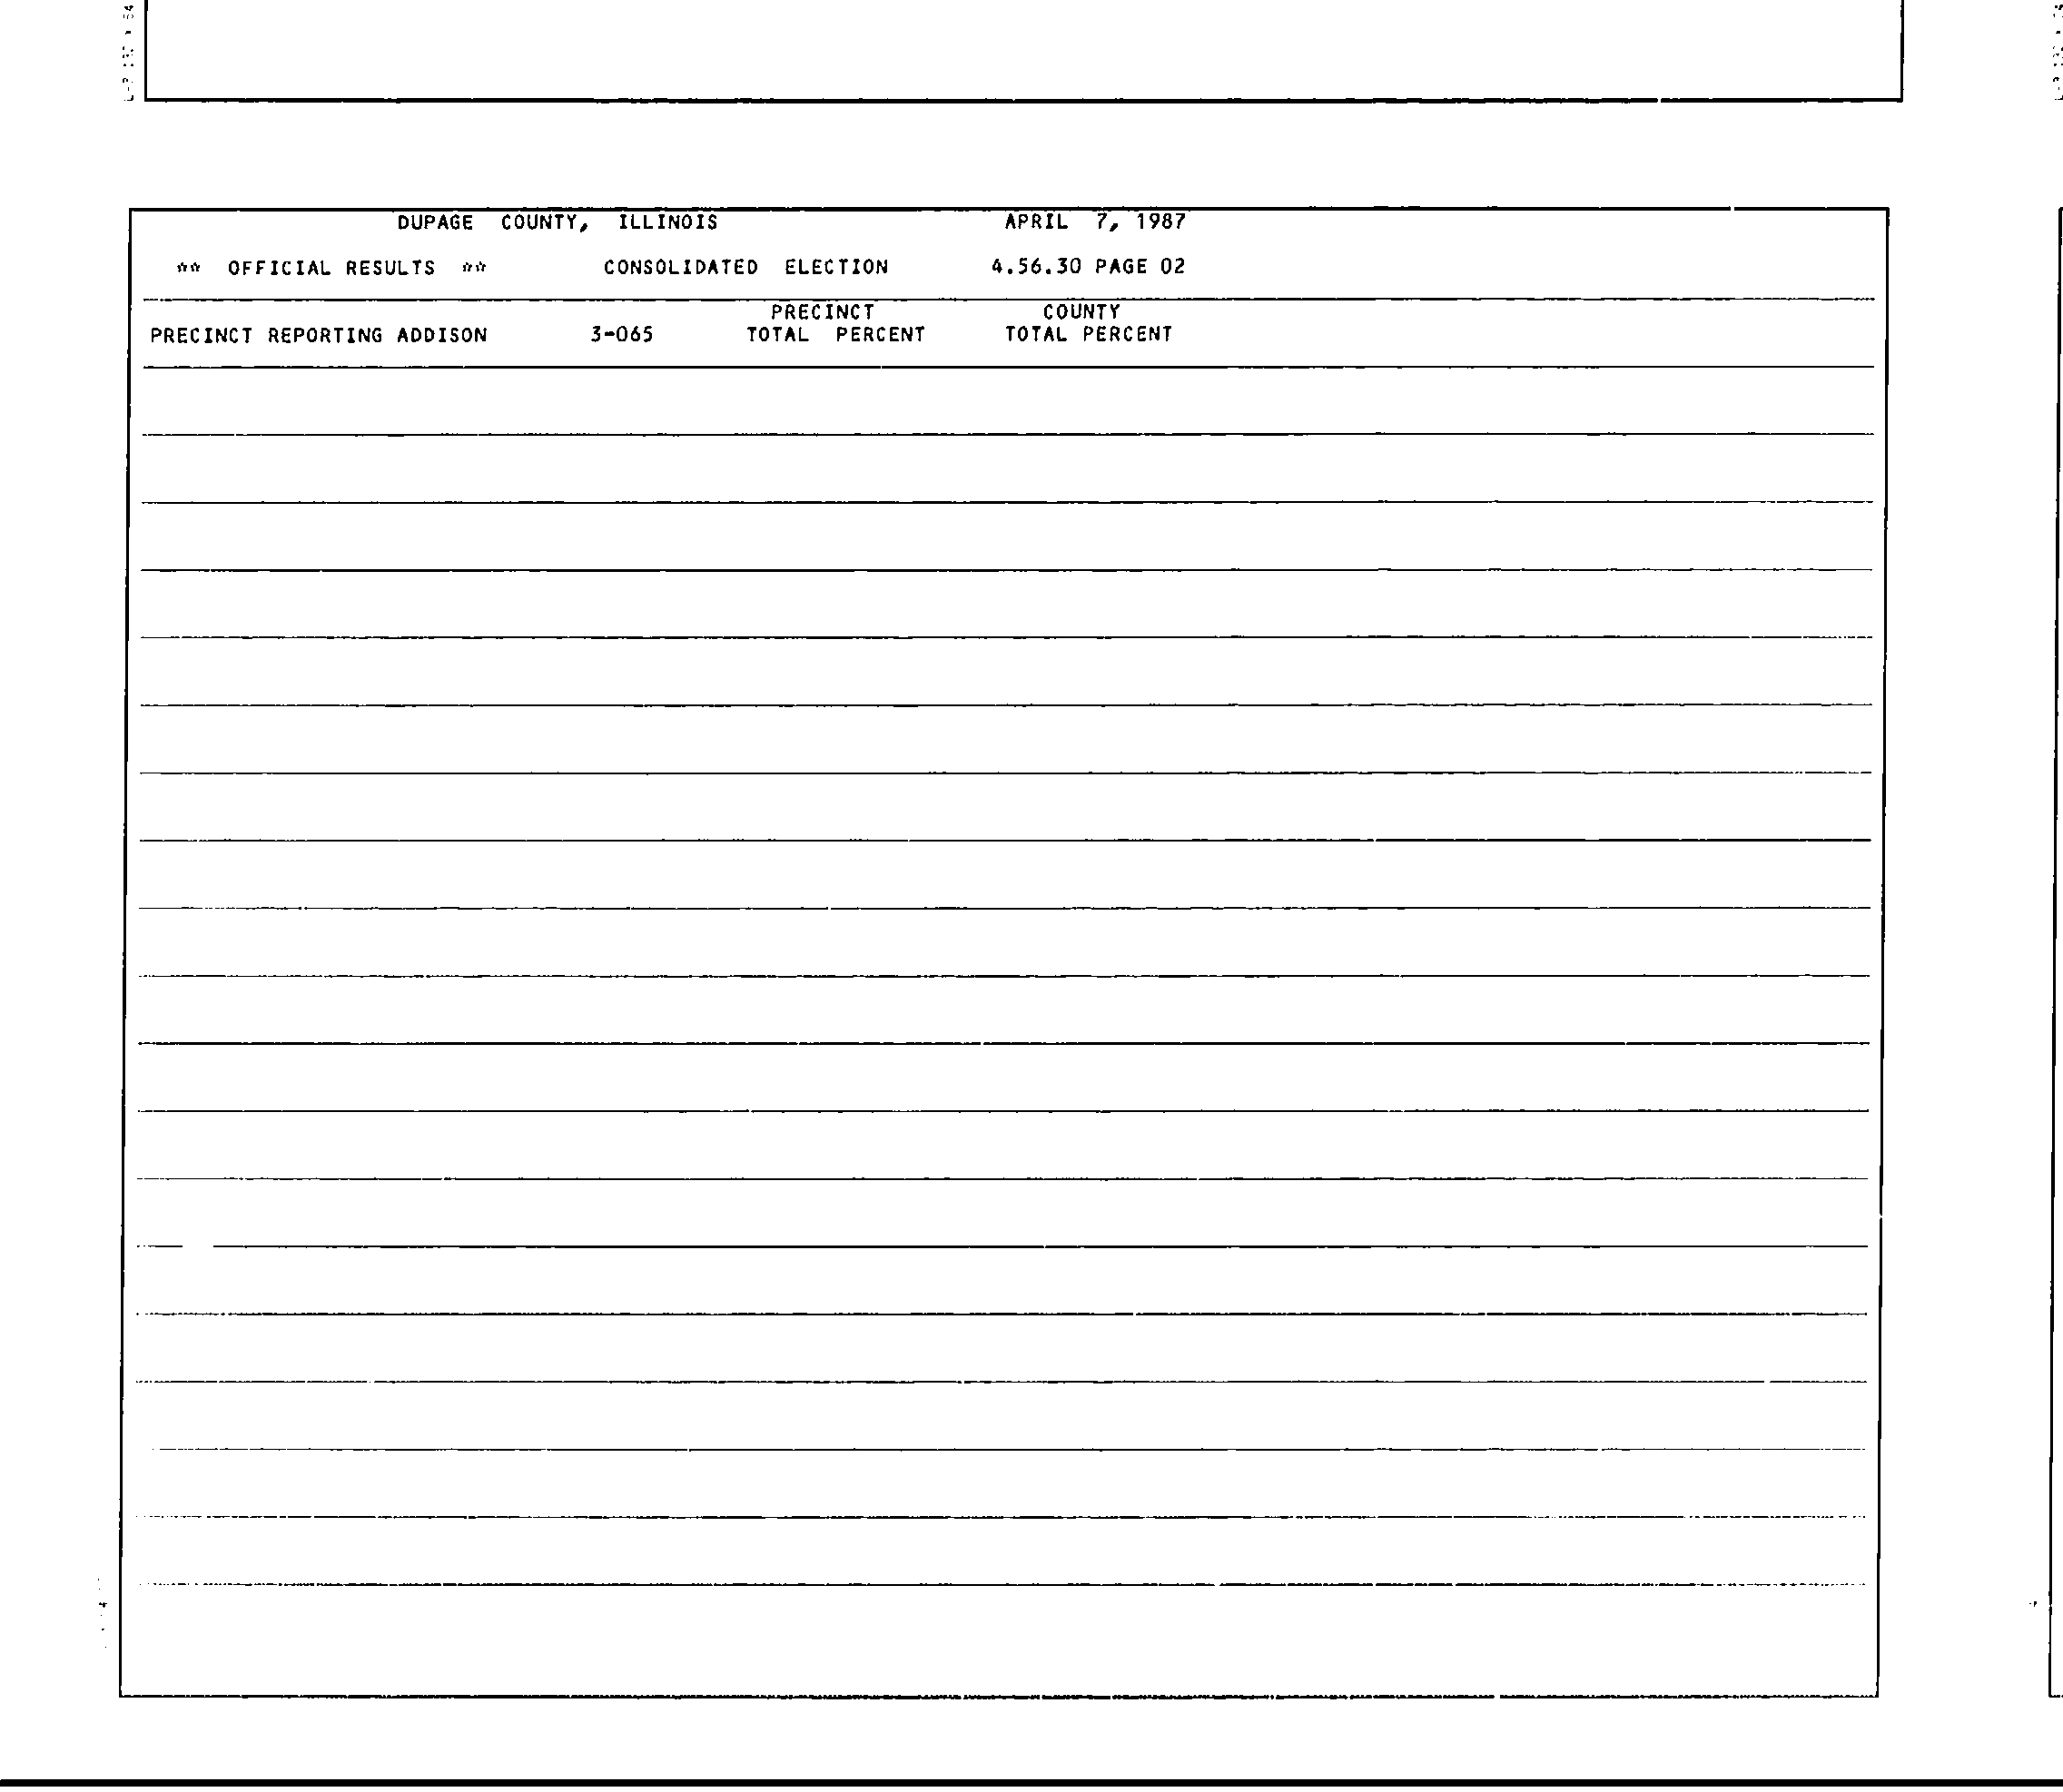 DUPAGE COUNTY, ILLINOIS APRIL 7, 1987
** OFFICIAL RESULTS ** CONSOLIDATED ELECTION 4.56.30 PAGE 02
PRECINCT COUNTY
PRECINCT REPORTING ADDISON 3-065 TOTAL PERCENT TOTAL PERCENT